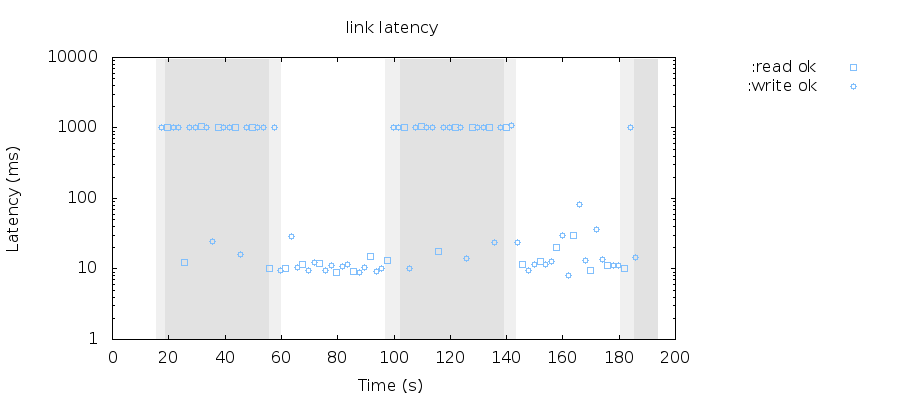 link latency
10000
:read ok
:write ok
1000
100
10
1
0 20 40 60 80 100 120 140 160 180 200
Latency (ms)
Time (s)